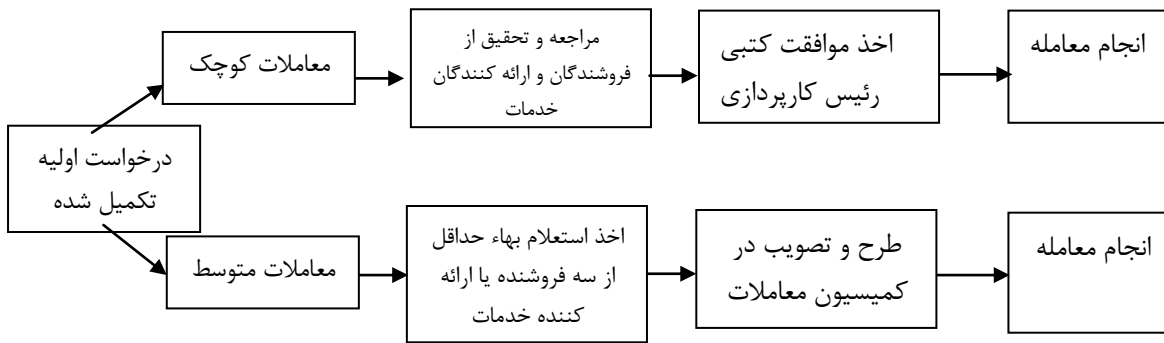 درخواست اولیه
تکمیل شده
معاملات کوچک
مراجعه و تحقیق از
فروشندگان و ارائه کنندگان
خدمات
اخذ موافقت کتبی
رئیس کارپردازی
انجام معامله
معاملات متوسط
اخذ استعلام بهاء حداقل
از سه فروشنده یا ارائه
کننده خدمات
طرح و تصویب در
کمیسیون معاملات
انجام معامله